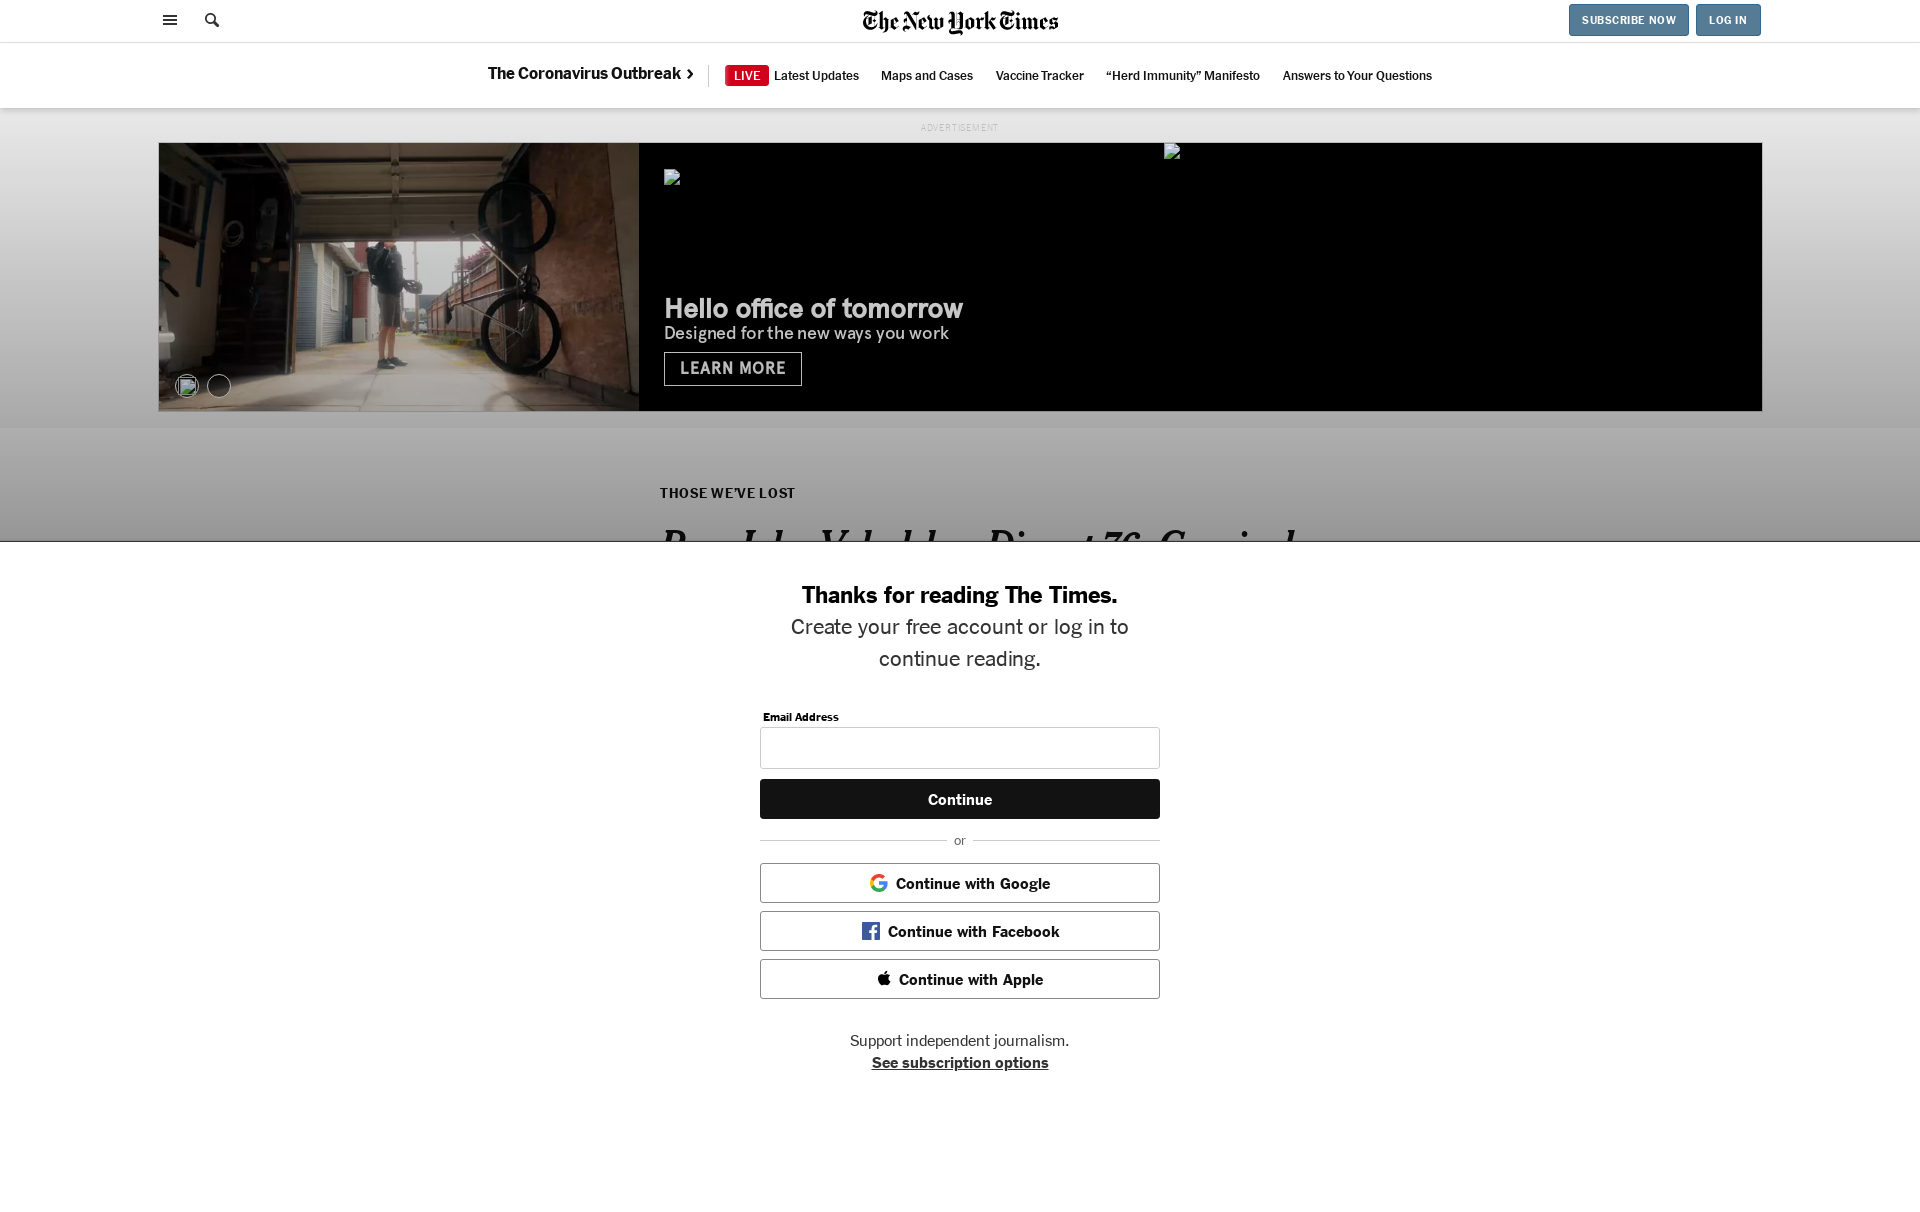 The New York Times
SUBSCRIBE NOW
LOG IN
The Coronavirus Outbreak ›
LIVE Latest Updates
Maps and Cases
Vaccine Tracker
“Herd Immunity” Manifesto
Answers to Your Questions
ADVERTISEMENT
Hello office of tomorrow
Designed for the new ways you work
LEARN MORE
THOSE WE’VE LOST
Thanks for reading The Times.
Create your free account or log in to
continue reading.
Email Address
Continue
or
Continue with Google
Continue with Facebook
Continue with Apple
Support independent journalism.
See subscription options